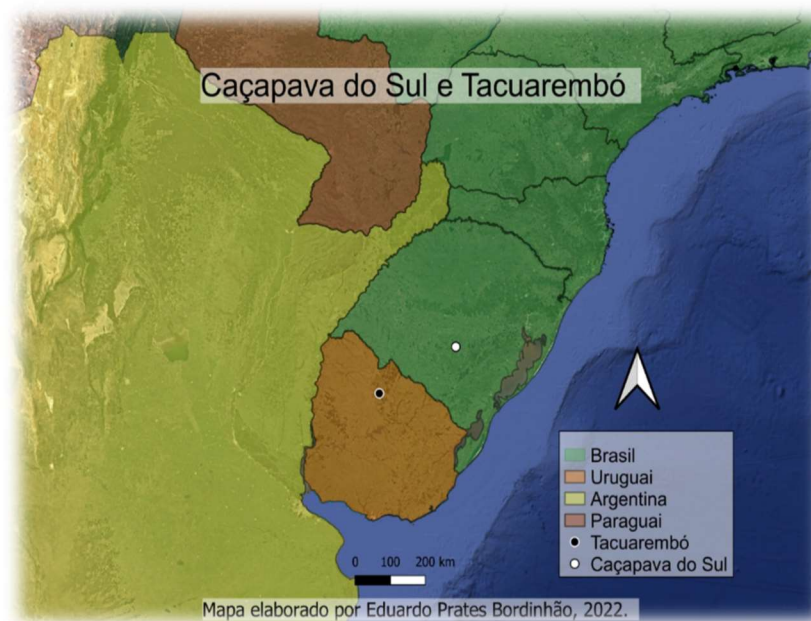 Caçapava do Sul e Tacuarembó
Brasil
Uruguai
Argentina
Paraguai
Tacuarembó
Caçapava do Sul
0 100 200 km
Mapa elaborado por Eduardo Prates Bordinhão, 2022.